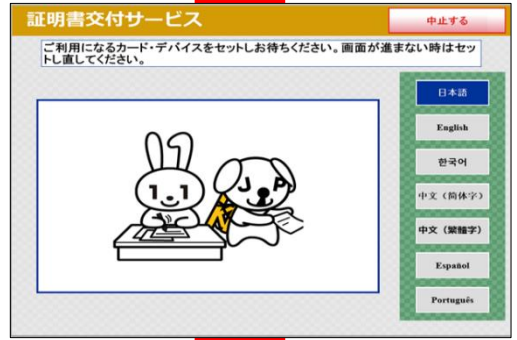 証明書交付サービス
中止する
ご利用になるカード・デバイスをセットしお待ちください。画面が進まない時はセッ
トし直してください。
日本語
English
한국어
中文（简体字）
中文（繁體字）
Español
Português
1 1
J P